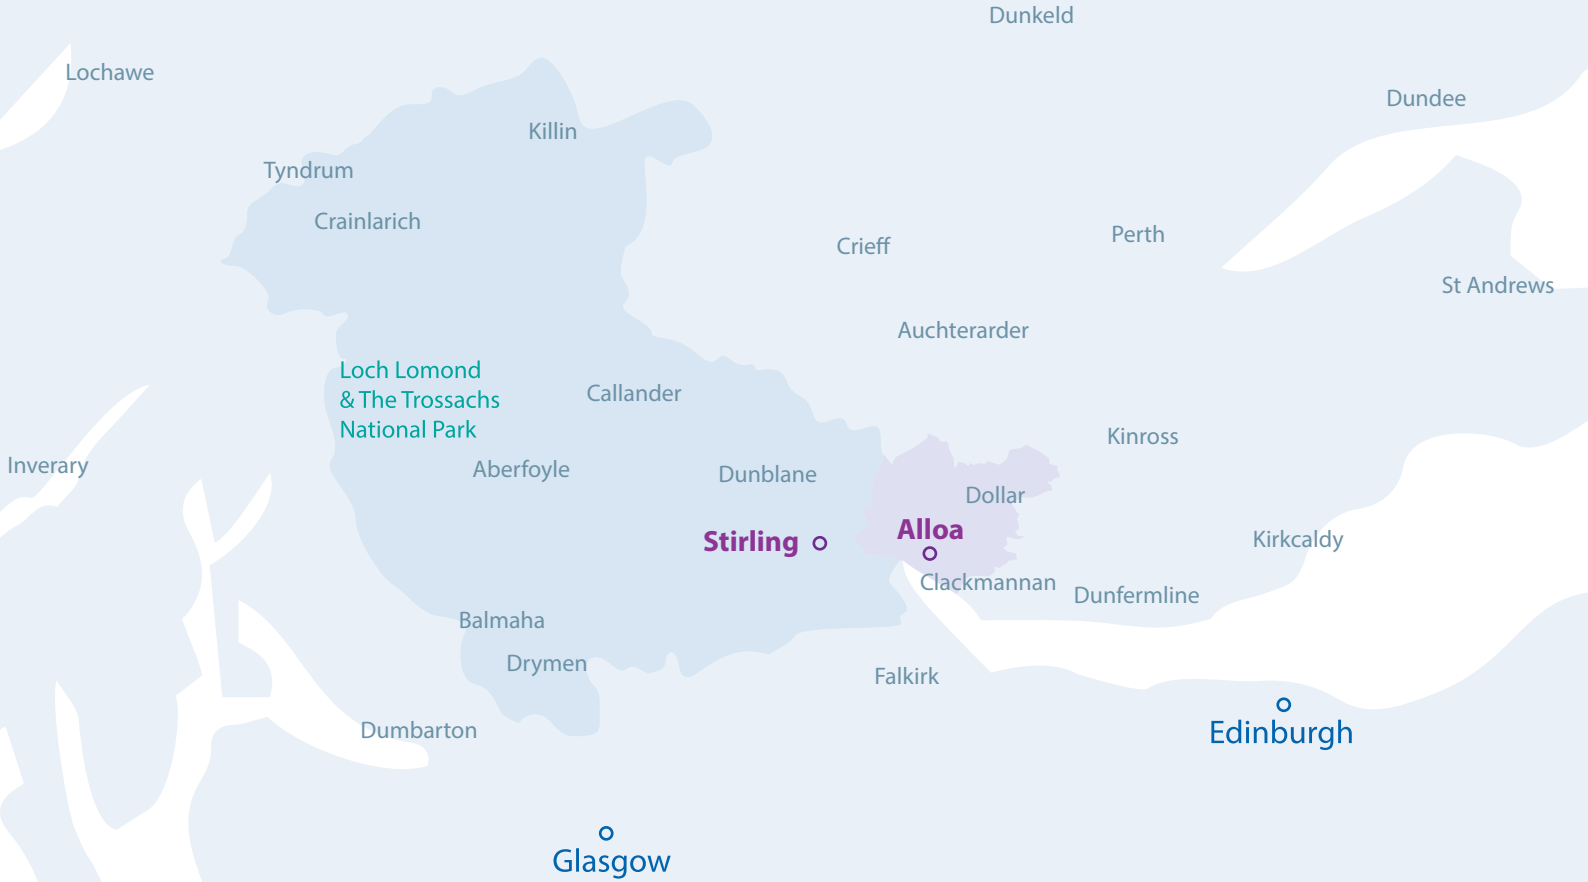 Dunkeld
Lochawe
Dundee
Killin
Tyndrum
Crainlarich
Perth
Crieff
St Andrews
Auchterarder
Loch Lomond
& The Trossachs
National Park
Callander
Kinross
Inverary
Aberfoyle
Dunblane
Dollar
Alloa
Stirling
Kirkcaldy
Clackmannan
Dunfermline
Balmaha
Drymen
Falkirk
Dumbarton
Edinburgh
Glasgow